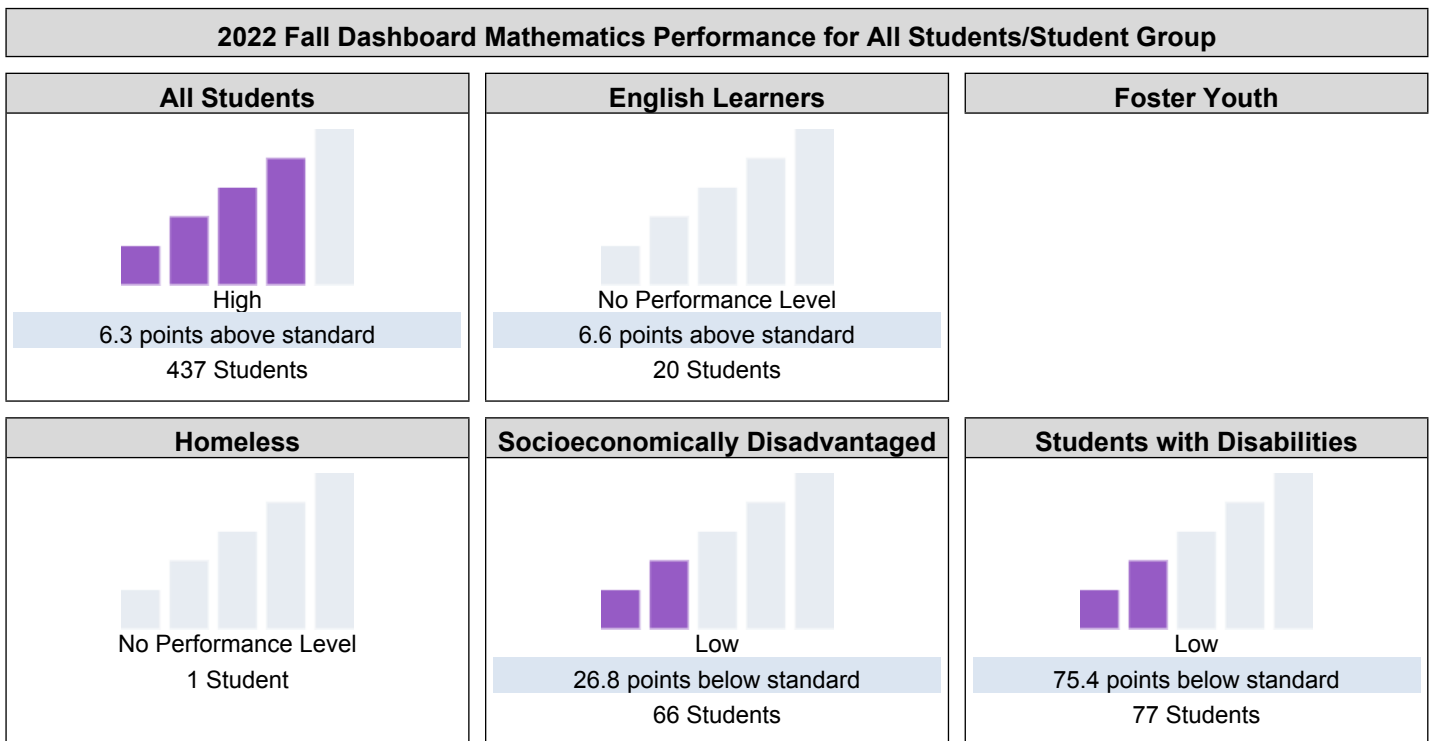 2022 Fall Dashboard Mathematics Performance for All Students/Student Group
All Students
High
6.3 points above standard
437 Students
English Learners
No Performance Level
6.6 points above standard
20 Students
Foster Youth
Homeless
No Performance Level
1 Student
Socioeconomically Disadvantaged
Low
26.8 points below standard
66 Students
Students with Disabilities
Low
75.4 points below standard
77 Students